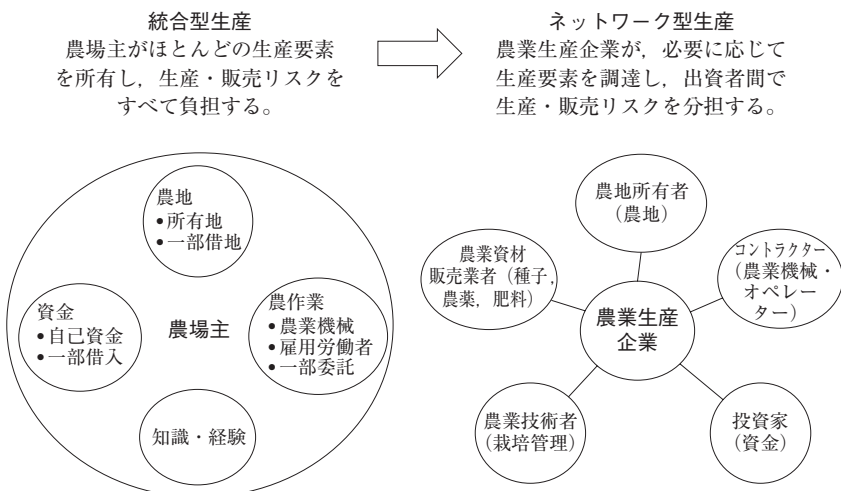 統合型生産
農場主がほとんどの生産要素
を所有し，生産・販売リスクを
すべて負担する。
ネットワーク型生産
農業生産企業が，必要に応じて
生産要素を調達し，出資者間で
生産・販売リスクを分担する。
農地
•所有地
•一部借地
資金
•自己資金
•一部借入
農場主
農作業
•農業機械
•雇用労働者
•一部委託
知識・経験
農地所有者
（農地）
農業資材
販売業者（種子，
農薬，肥料）
コントラクター
（農業機械・
オペレー
ター）
農業生産
企業
農業技術者
（栽培管理）
投資家
（資金）